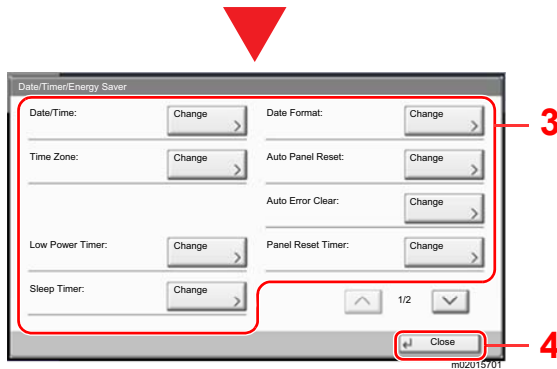 Date/Timer/Energy Saver
Date/Time: Change Date Format: Change 3
Time Zone: Change Auto Panel Reset: Change
Auto Error Clear: Change
Low Power Timer: Change Panel Reset Timer: Change
Sleep Timer: Change 1/2
Close 4
m02015701